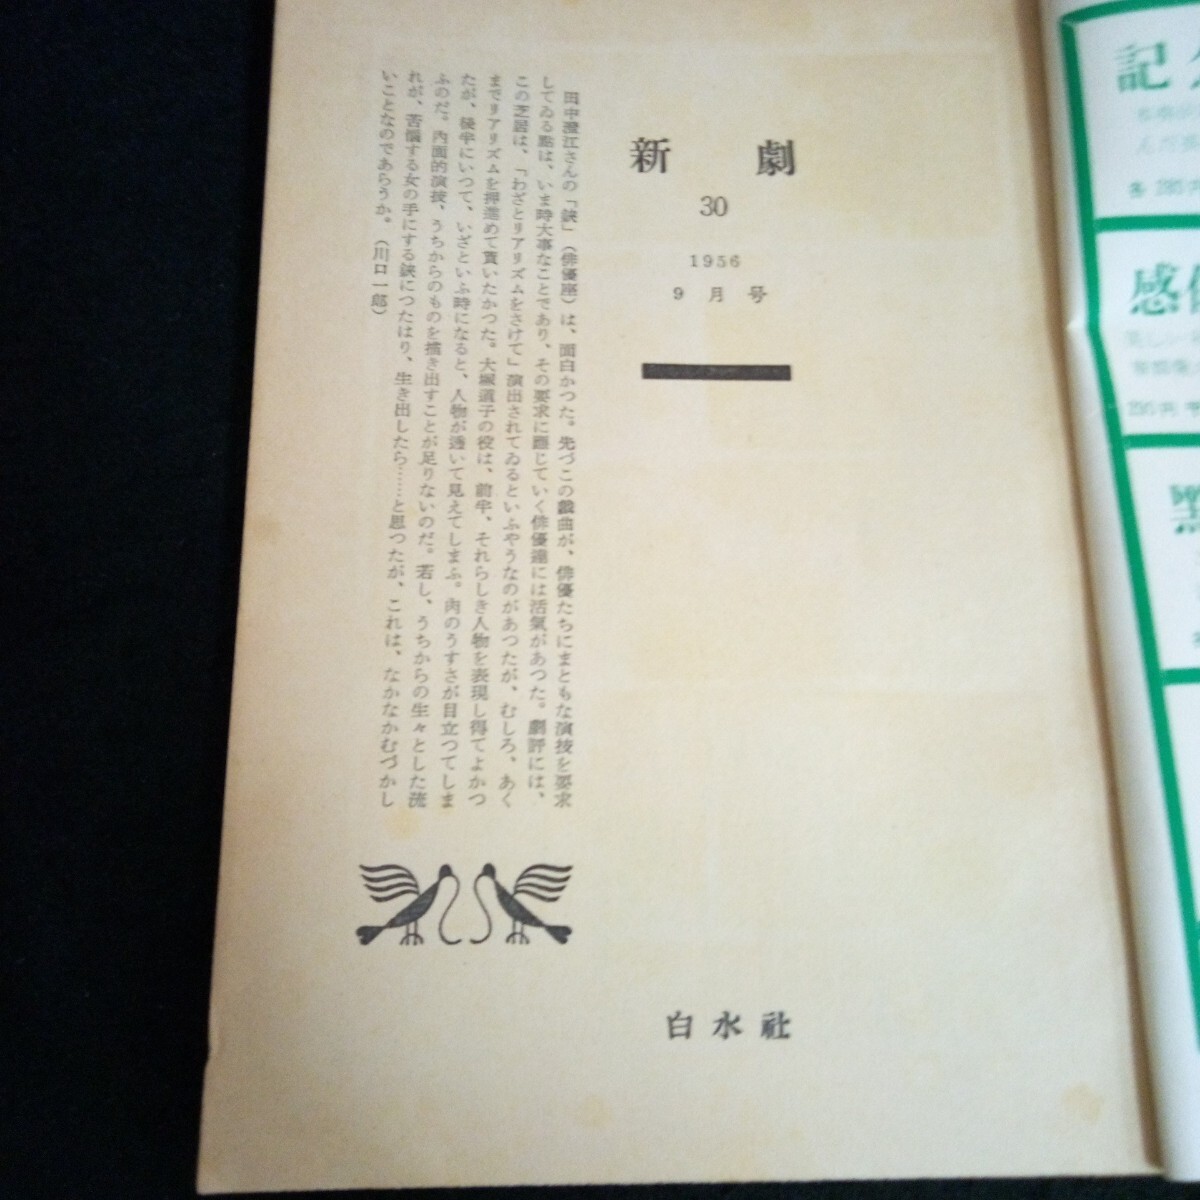 新劇
30
1956
9月号
田中澄江さんの「鋏」（俳優座）は、面白かつた。先づこの戯曲が、俳優たちにまともな演技を要求
してゐる點は、いま時大事なことであり、その要求に應じていく俳優達には活氣があつた。劇評には、
この芝居は、「わざとリアリズムをさけて」演出されてゐるといふやうなのがあつたが、むしろ、あく
までリアリズムを押進めて貰いたかつた。大塚道子の役は、前半、それらしき人物を表現し得てよかつ
たが、後半にいつて、いざといふ時になると、人物が透いて見えてしまふ。肉のうすさが目立つてしま
ふのだ。内面的演技、うちからのものを描き出すことが足りないのだ。若し、うちからの生々とした流
れが、苦惱する女の手にする鋏につたはり、生き出したら……と思つたが、これは、なかなかむづかし
いことなのであらうか。（川口一郎）
白水社
記
各 280円
感
295円